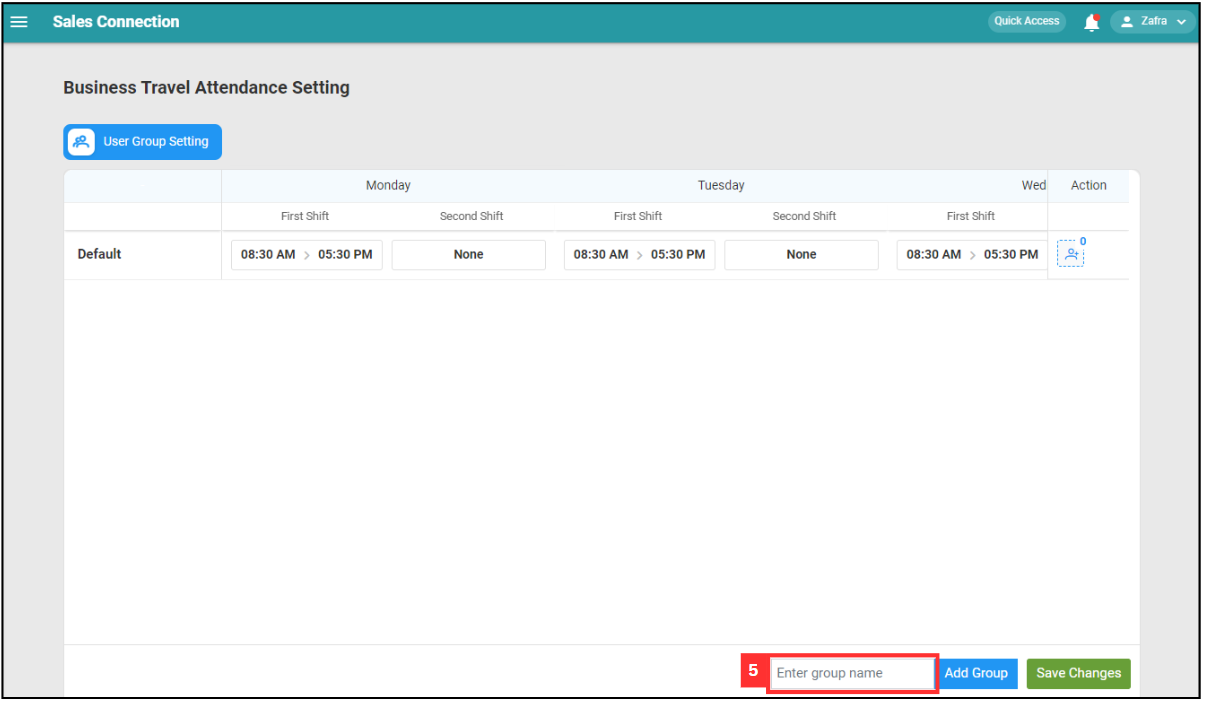 Sales Connection Quick Access Zafra
Business Travel Attendance Setting
User Group Setting
Monday Tuesday Wed Action
First Shift Second Shift First Shift Second Shift First Shift
Default 08:30 AM > 05:30 PM None 08:30 AM > 05:30 PM None 08:30 AM > 05:30 PM 0
5 Enter group name Add Group Save Changes